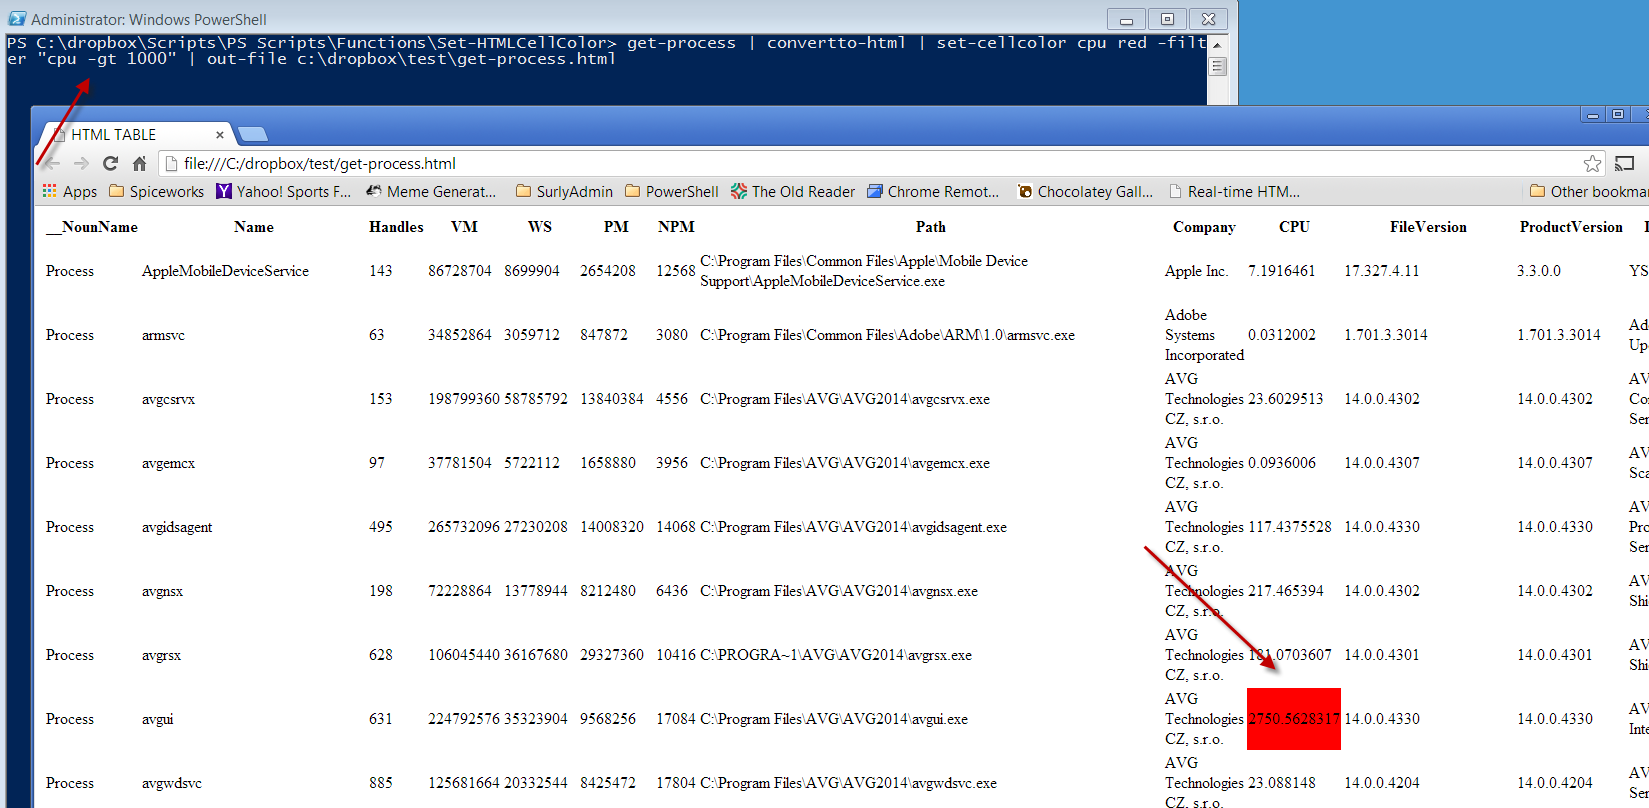 Administrator: Windows PowerShell
PS C:\dropbox\Scripts\PS Scripts\Functions\Set-HTMLCellColor> get-process | convertto-html | set-cellcolor cpu red -filt
er "cpu -gt 1000" | out-file c:\dropbox\test\get-process.html
HTML TABLE
file:///C:/dropbox/test/get-process.html
Apps Spiceworks Yahoo! Sports F... Meme Generat... SurlyAdmin PowerShell The Old Reader Chrome Remot... Chocolatey Gall... Real-time HTM... Other bookma
__NounName Name Handles VM WS PM NPM Path Company CPU FileVersion ProductVersion
Process AppleMobileDeviceService 143 86728704 8699904 2654208 12568 C:\Program Files\Common Files\Apple\Mobile Device Apple Inc. 7.1916461 17.327.4.11 3.3.0.0 YS
Support\AppleMobileDeviceService.exe
Adobe
Process armsvc 63 34852864 3059712 847872 3080 C:\Program Files\Common Files\Adobe\ARM\1.0\armsvc.exe Systems 0.0312002 1.701.3.3014 1.701.3.3014 Ad
Incorporated Up
AVG AV
Process avgcsrvx 153 198799360 58785792 13840384 4556 C:\Program Files\AVG\AVG2014\avgcsrvx.exe Technologies 23.6029513 14.0.0.4302 14.0.0.4302 Co
CZ, s.r.o. Ser
AVG
Process avgemcx 97 37781504 5722112 1658880 3956 C:\Program Files\AVG\AVG2014\avgemcx.exe Technologies 0.0936006 14.0.0.4307 14.0.0.4307 AV
CZ, s.r.o. Sca
AVG AV
Process avgidsagent 495 265732096 27230208 14008320 14068 C:\Program Files\AVG\AVG2014\avgidsagent.exe Technologies 117.4375528 14.0.0.4330 14.0.0.4330 Pro
CZ, s.r.o. Ser
AVG
Process avgnsx 198 72228864 13778944 8212480 6436 C:\Program Files\AVG\AVG2014\avgnsx.exe Technologies 217.465394 14.0.0.4302 14.0.0.4302 AV
CZ, s.r.o. Shi
AVG
Process avgrsx 628 106045440 36167680 29327360 10416 C:\PROGRA~1\AVG\AVG2014\avgrsx.exe Technologies 181.0703607 14.0.0.4301 14.0.0.4301 AV
CZ, s.r.o. Shi
AVG
Process avgui 631 224792576 35323904 9568256 17084 C:\Program Files\AVG\AVG2014\avgui.exe Technologies 2750.5628317 14.0.0.4330 14.0.0.4330 AV
CZ, s.r.o. Inte
AVG AV
Process avgwdsvc 885 125681664 20332544 8425472 17804 C:\Program Files\AVG\AVG2014\avgwdsvc.exe Technologies 23.088148 14.0.0.4204 14.0.0.4204
CZ, s.r.o. Ser